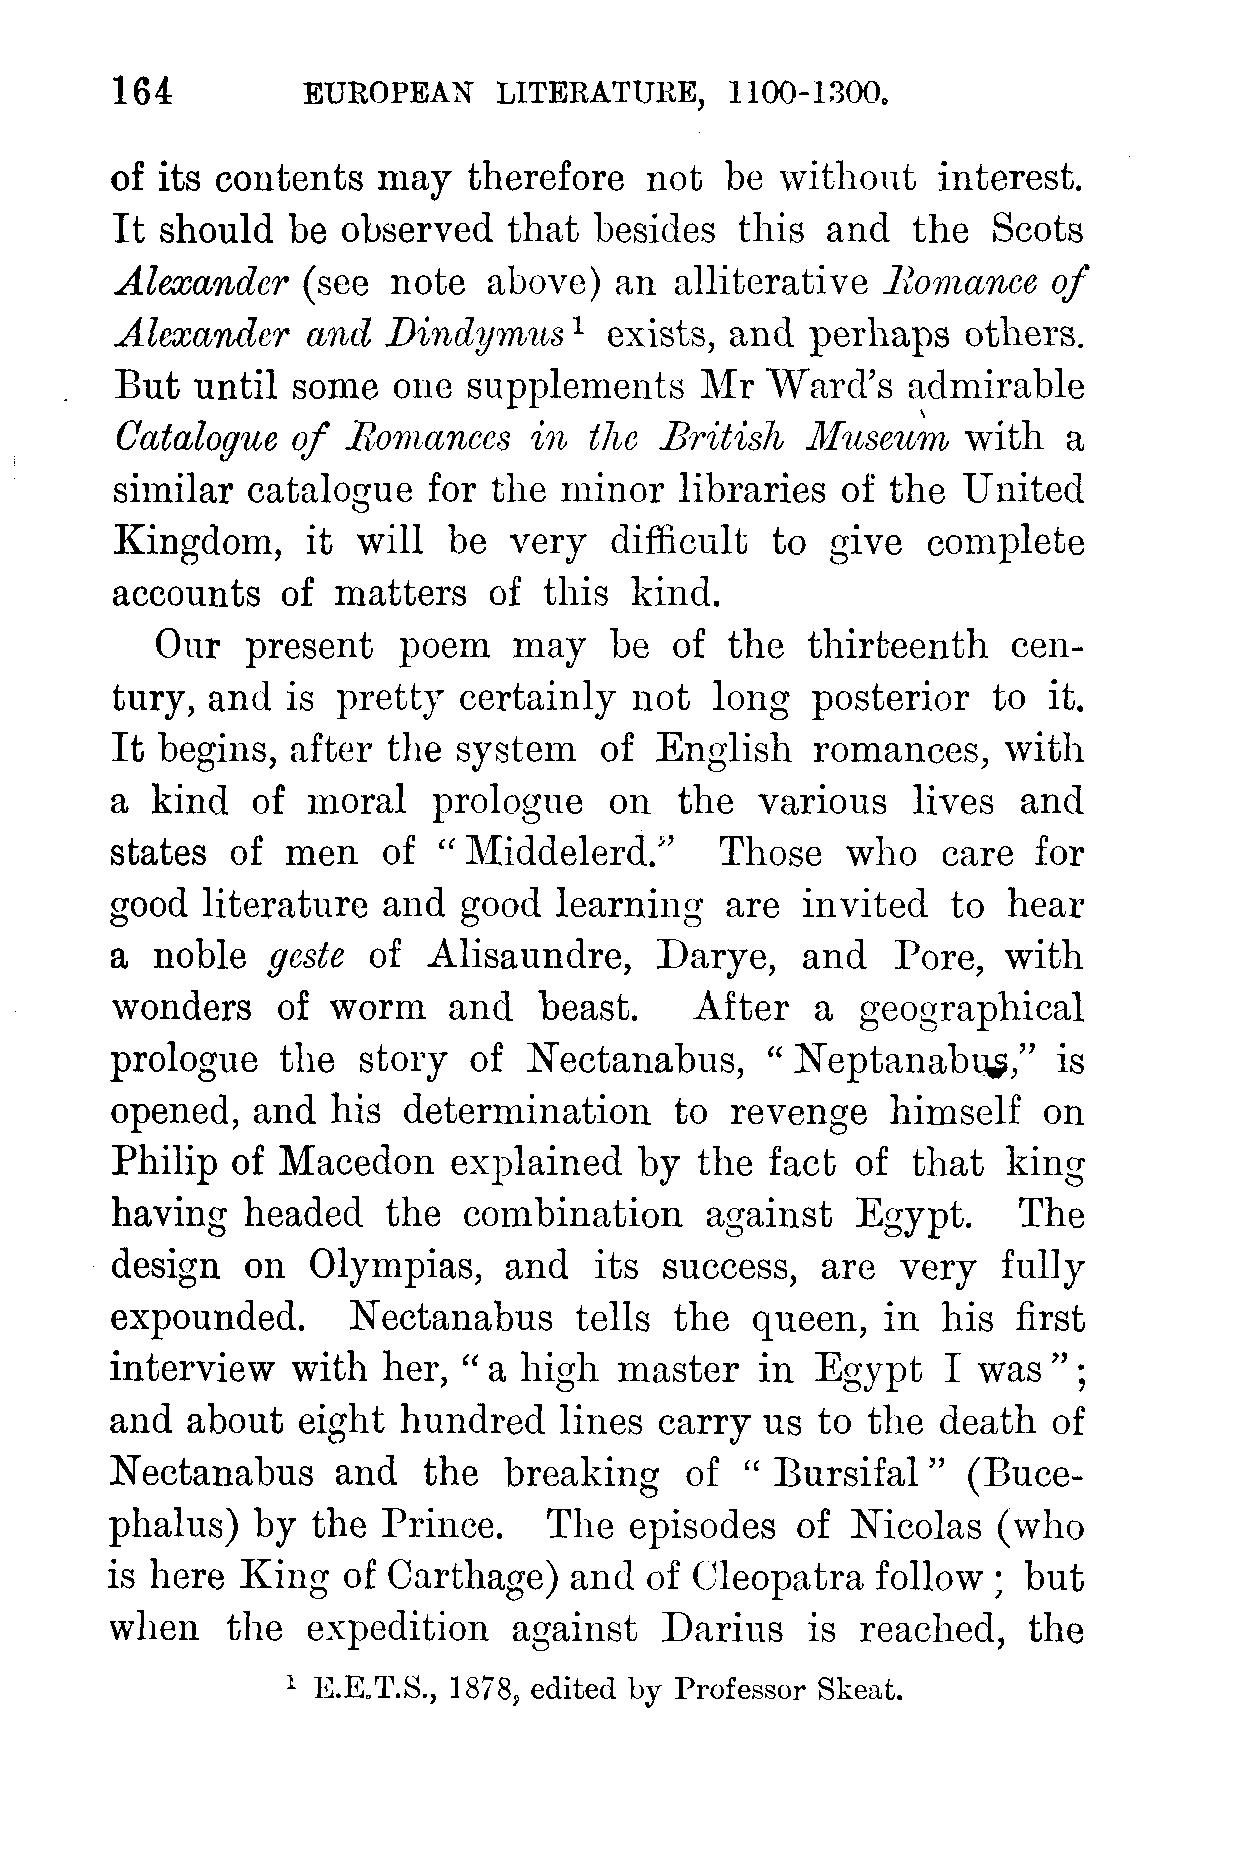 164 EUROPEAN LITERATURE, 1100-1300.
of its contents may therefore not be without interest.
It should be observed that besides this and the Scots
Alexander (see note above) an alliterative Romance of
Alexander and Dindymus¹ exists, and perhaps others.
But until some one supplements Mr Ward's admirable
Catalogue of Romances in the British Museum with a
similar catalogue for the minor libraries of the United
Kingdom, it will be very difficult to give complete
accounts of matters of this kind.
Our present poem may be of the thirteenth cen-
tury, and is pretty certainly not long posterior to it.
It begins, after the system of English romances, with
a kind of moral prologue on the various lives and
states of men of "Middelerd." Those who care for
good literature and good learning are invited to hear
a noble geste of Alisaundre, Darye, and Pore, with
wonders of worm and beast. After a geographical
prologue the story of Nectanabus, "Neptanabus," is
opened, and his determination to revenge himself on
Philip of Macedon explained by the fact of that king
having headed the combination against Egypt. The
design on Olympias, and its success, are very fully
expounded. Nectanabus tells the queen, in his first
interview with her, "a high master in Egypt I was";
and about eight hundred lines carry us to the death of
Nectanabus and the breaking of "Bursifal" (Buce-
phalus) by the Prince. The episodes of Nicolas (who
is here King of Carthage) and of Cleopatra follow; but
when the expedition against Darius is reached, the
¹ E.E.T.S., 1878, edited by Professor Skeat.